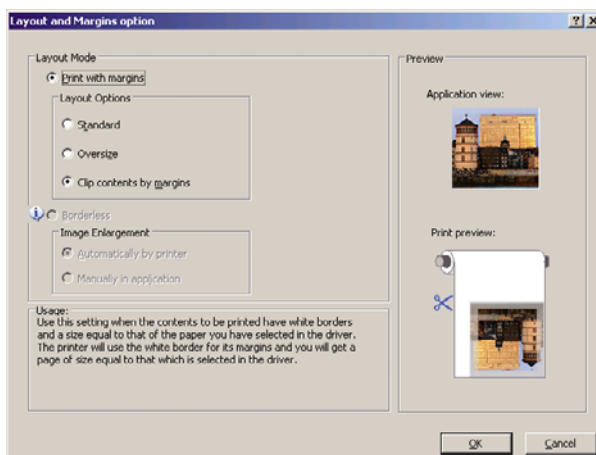 Layout and Margins option
Layout Mode
Print with margins
Layout Options
Standard
Oversize
Clip contents by margins
Borderless
Image Enlargement
Automatically by printer
Manually in application
Usage:
Use this setting when the contents to be printed have white borders
and a size equal to that of the paper you have selected in the driver.
The printer will use the white border for its margins and you will get a
page of size equal to that which is selected in the driver.
Preview
Application view:
Print preview:
OK
Cancel